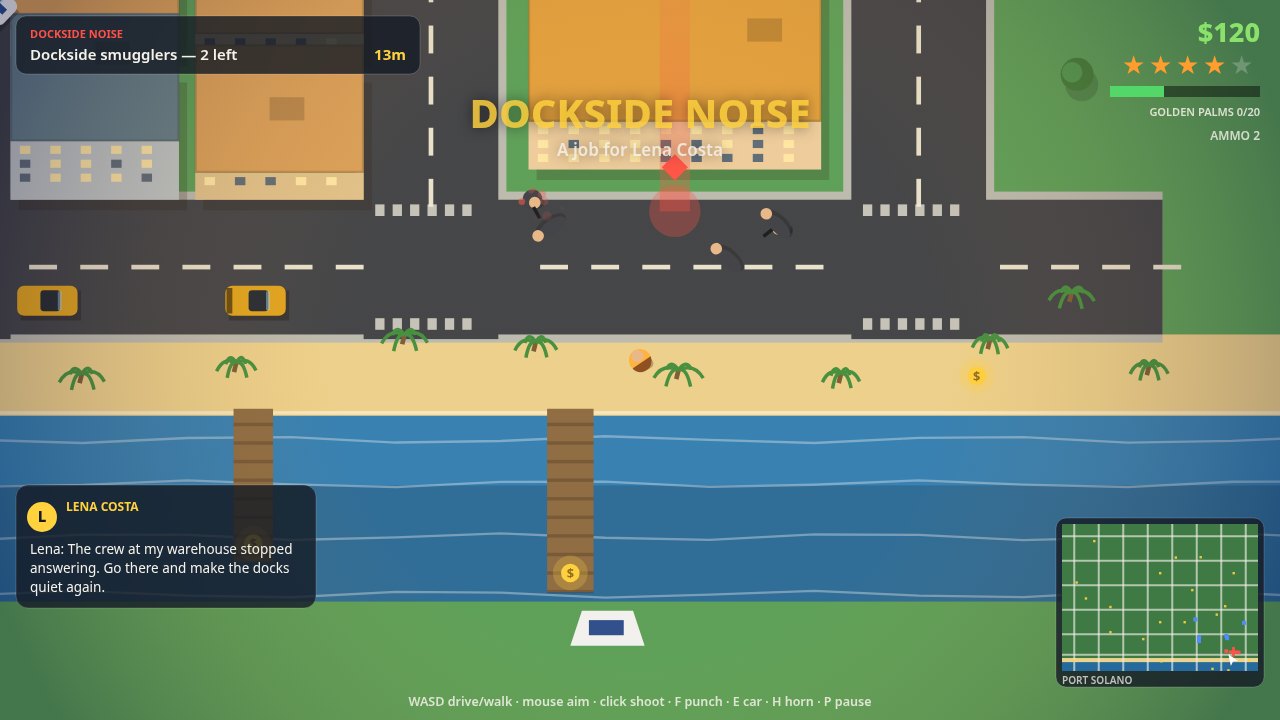 DOCKSIDE NOISE
Dockside smugglers — 2 left
13m
$120
GOLDEN PALMS 0/20
AMMO 2
DOCKSIDE NOISE
A job for Lena Costa
$
L
LENA COSTA
Lena: The crew at my warehouse stopped
answering. Go there and make the docks
quiet again.
$
PORT SOLANO
WASD drive/walk · mouse aim · click shoot · F punch · E car · H horn · P pause